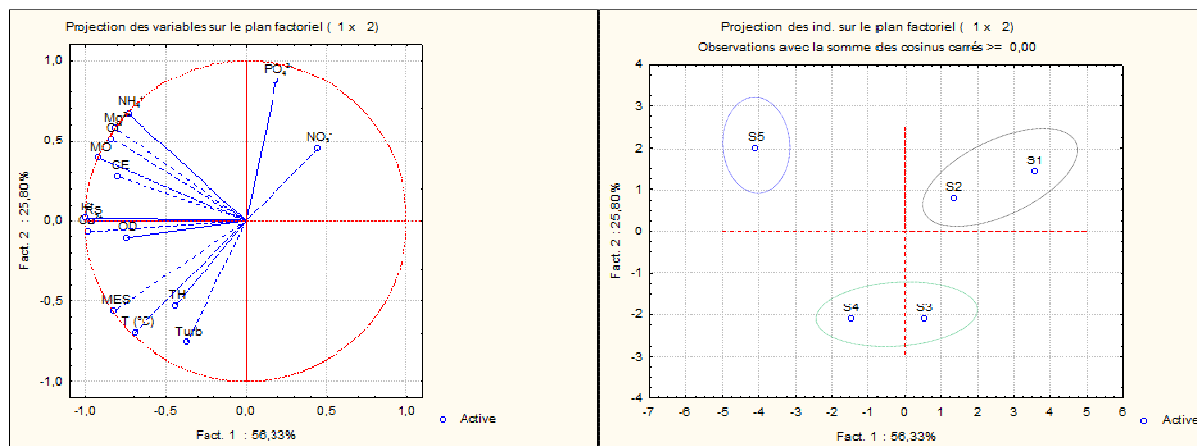 Projection des variables sur le plan factoriel ( 1 x 2)
1,0
0,5
0,0
-0,5
-1,0
Fact. 2 : 25,80%
PO₄
NH₄⁺
NO₃⁻
MO
CE
OD
MES
TH
T (°C)
Turb
-1,0 -0,5 0,0 0,5 1,0
Fact. 1 : 56,33%
Active
Projection des ind. sur le plan factoriel ( 1 x 2)
Observations avec la somme des cosinus carrés >= 0,00
4
3
2
1
0
-1
-2
-3
-4
Fact. 2 : 25,80%
S5
S1
S2
S4
S3
-7 -6 -5 -4 -3 -2 -1 0 1 2 3 4 5 6
Fact. 1 : 56,33%
Active